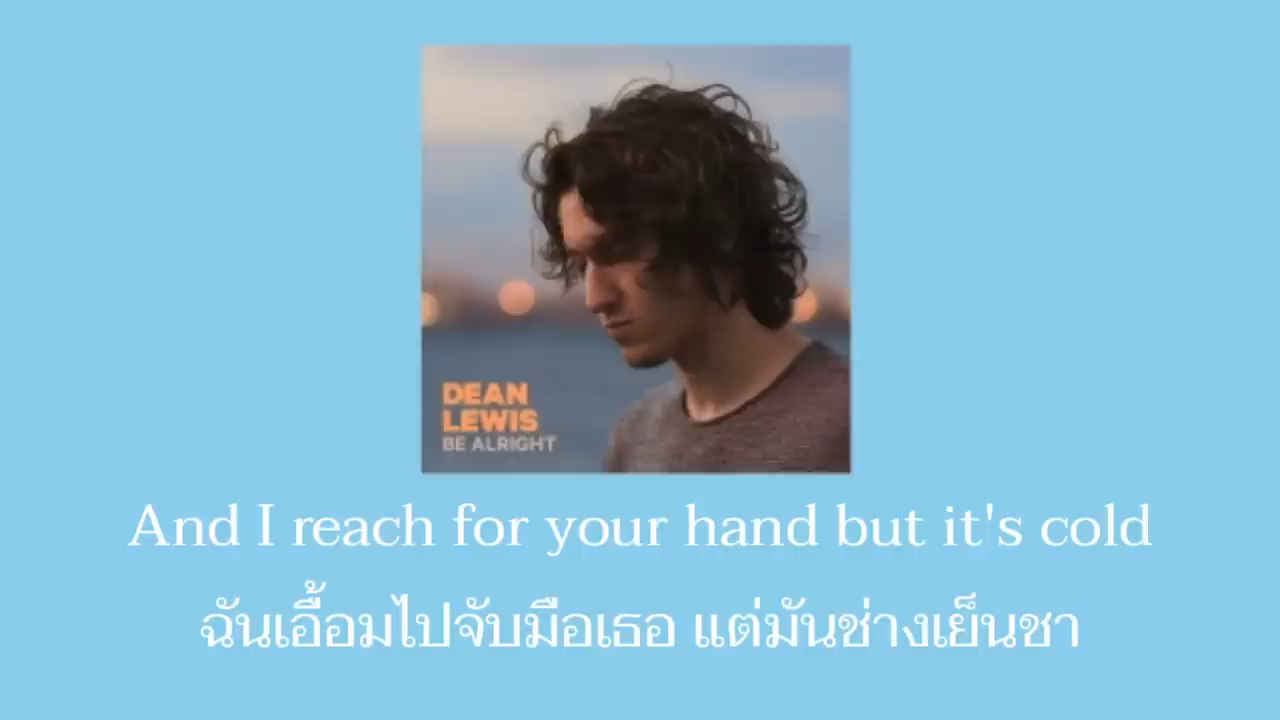 DEAN
LEWIS
BE ALRIGHT
And I reach for your hand but it's cold
ฉันเอื้อมไปจับมือเธอ แต่มันช่างเย็นชา